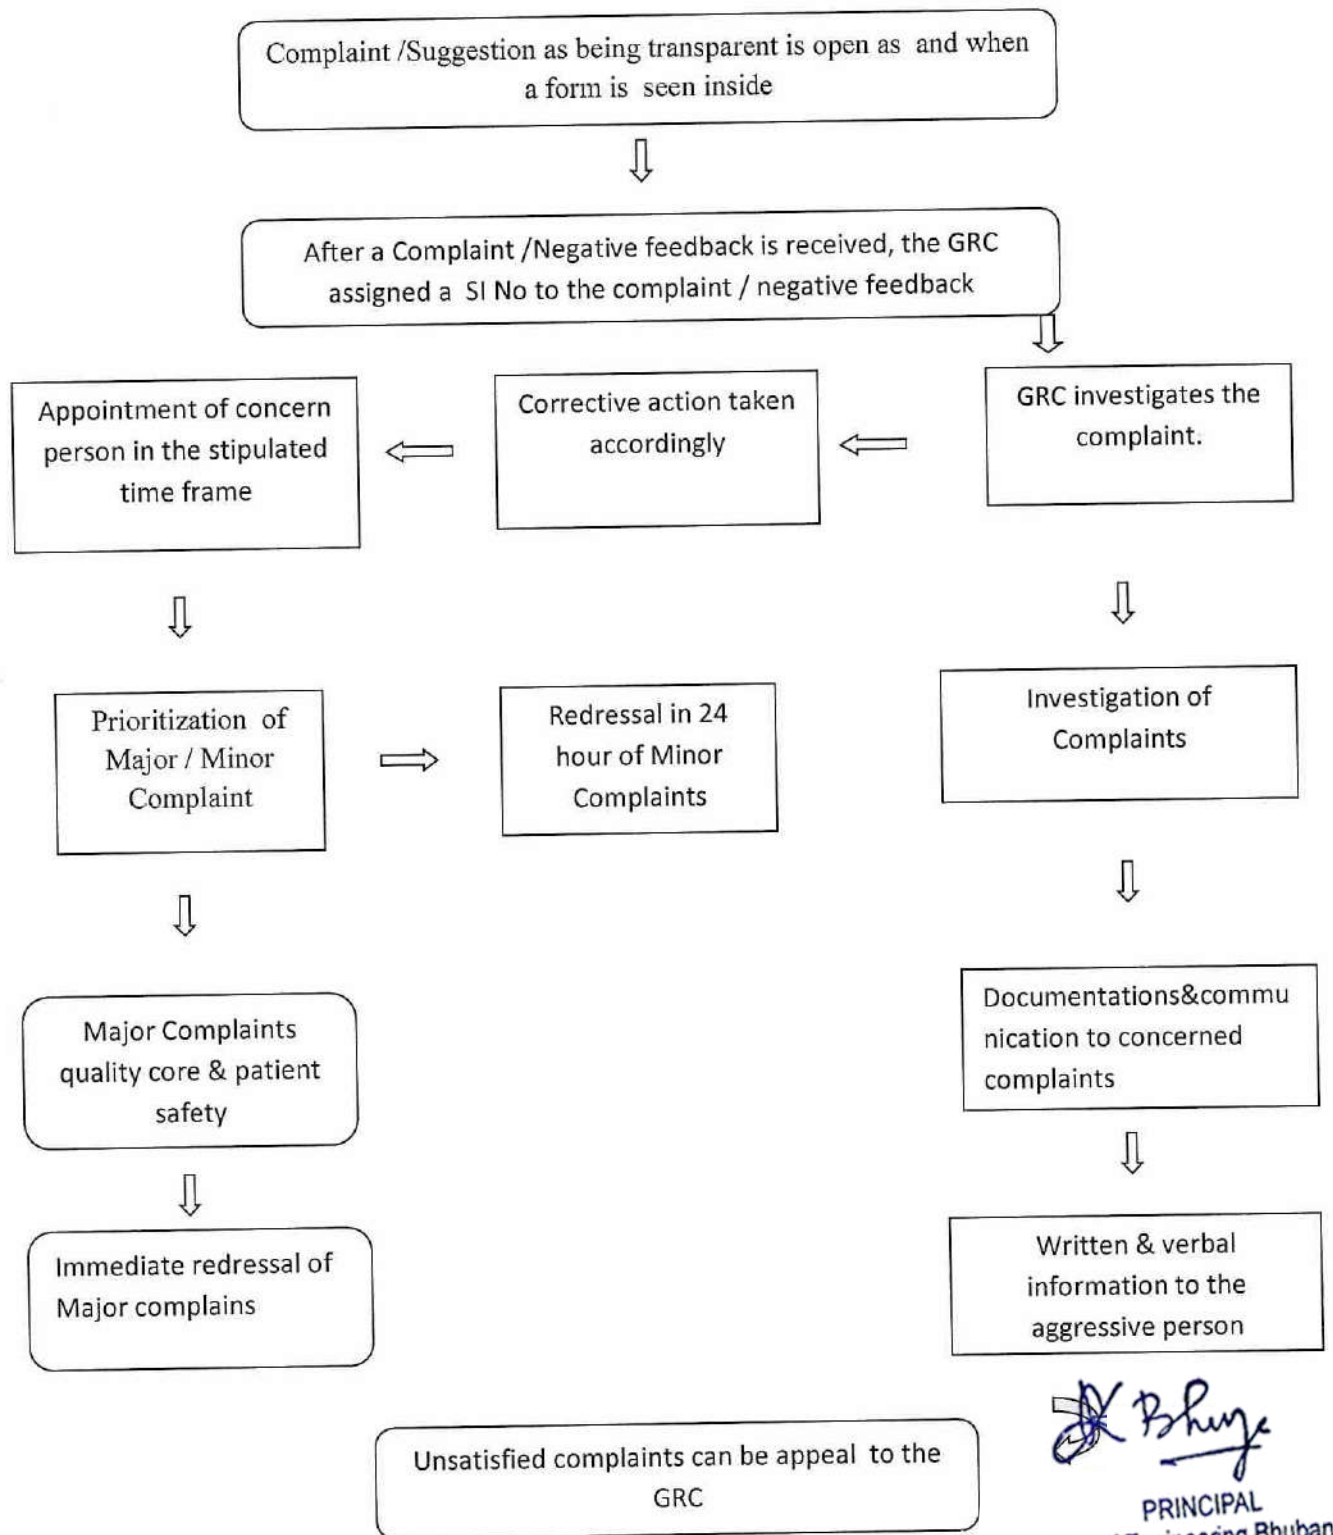 Complaint /Suggestion as being transparent is open as and when
a form is seen inside
After a Complaint /Negative feedback is received, the GRC
assigned a SI No to the complaint / negative feedback
Appointment of concern
person in the stipulated
time frame
Corrective action taken
accordingly
GRC investigates the
complaint.
Prioritization of
Major / Minor
Complaint
Redressal in 24
hour of Minor
Complaints
Investigation of
Complaints
Major Complaints
quality core & patient
safety
Documentations&commu
nication to concerned
complaints
Immediate redressal of
Major complains
Written & verbal
information to the
aggressive person
Unsatisfied complaints can be appeal to the
GRC
PRINCIPAL
Engineering Bhuban